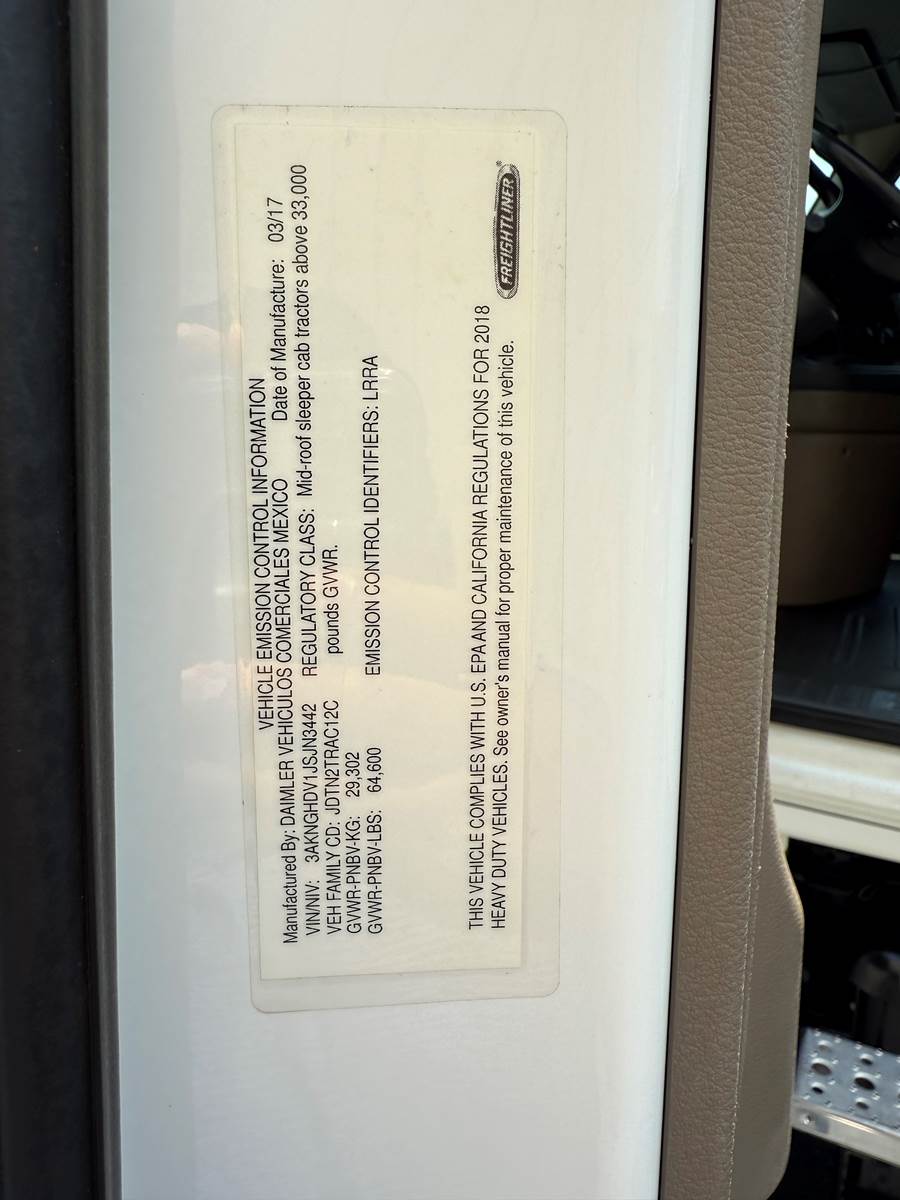 VEHICLE EMISSION CONTROL INFORMATION
Manufactured By: DAIMLER VEHICULOS COMERCIALES MEXICO Date of Manufacture: 03/17
VIN/NIV: 3AKNGHDV1JSJN3442 REGULATORY CLASS: Mid-roof sleeper cab tractors above 33,000
VEH FAMILY CD: JDTN2TRAC12C pounds GVWR.
GVWR-PNBV-KG: 29,302
GVWR-PNBV-LBS: 64,600 EMISSION CONTROL IDENTIFIERS: LRRA
THIS VEHICLE COMPLIES WITH U.S. EPA AND CALIFORNIA REGULATIONS FOR 2018
HEAVY DUTY VEHICLES. See owner's manual for proper maintenance of this vehicle.
FREIGHTLINER®